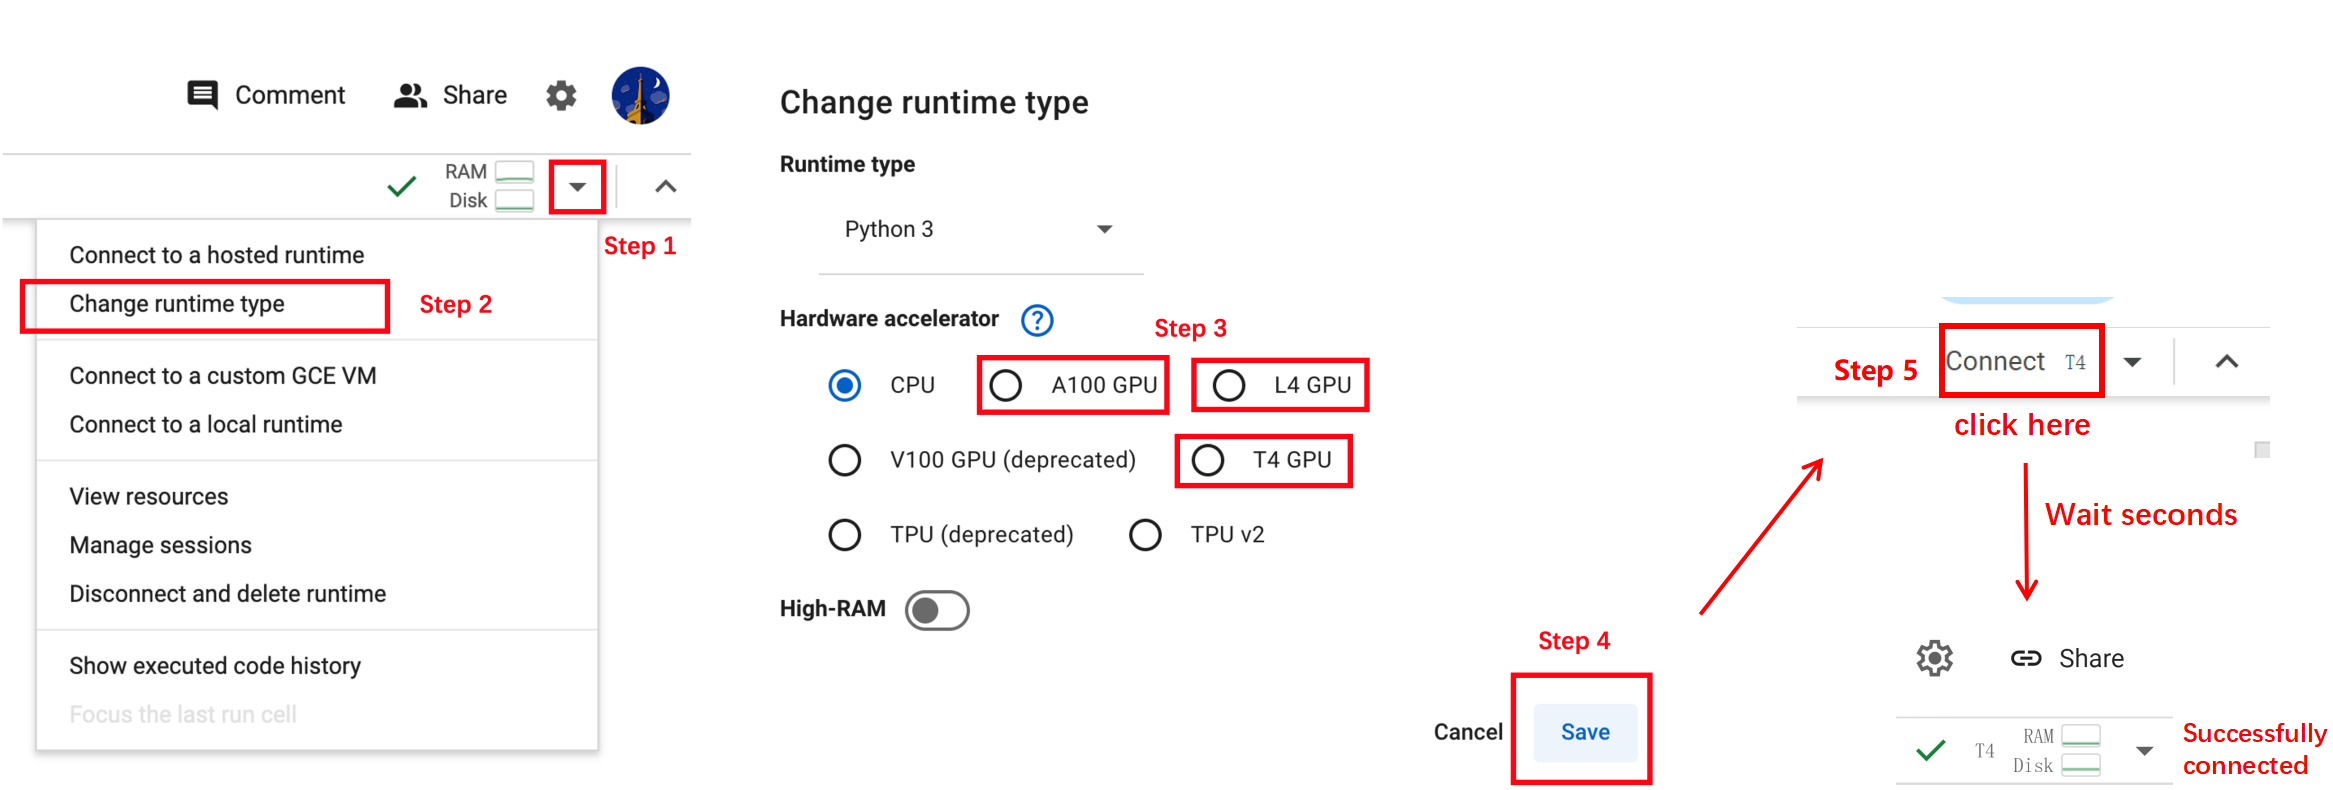 Comment
Share
RAM
Disk
Step 1
Connect to a hosted runtime
Change runtime type
Step 2
Connect to a custom GCE VM
Connect to a local runtime
View resources
Manage sessions
Disconnect and delete runtime
Show executed code history
Focus the last run cell
Change runtime type
Runtime type
Python 3
Hardware accelerator ?
Step 3
CPU
A100 GPU
L4 GPU
V100 GPU (deprecated)
T4 GPU
TPU (deprecated)
TPU v2
High-RAM
Step 4
Cancel
Save
Step 5
Connect T4
click here
Wait seconds
Share
T4
RAM
Disk
Successfully
connected